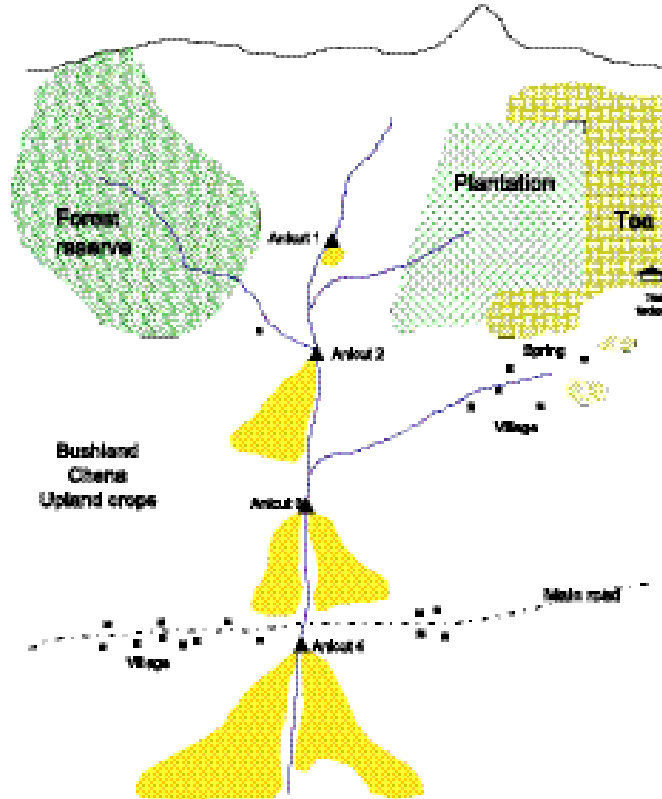 Plantation
Forest
reserve
Tea
Anicut 1
Anicut 2
Spring
Village
Bushland
Chena
Upland crops
Anicut 3
Main road
Village
Anicut 4